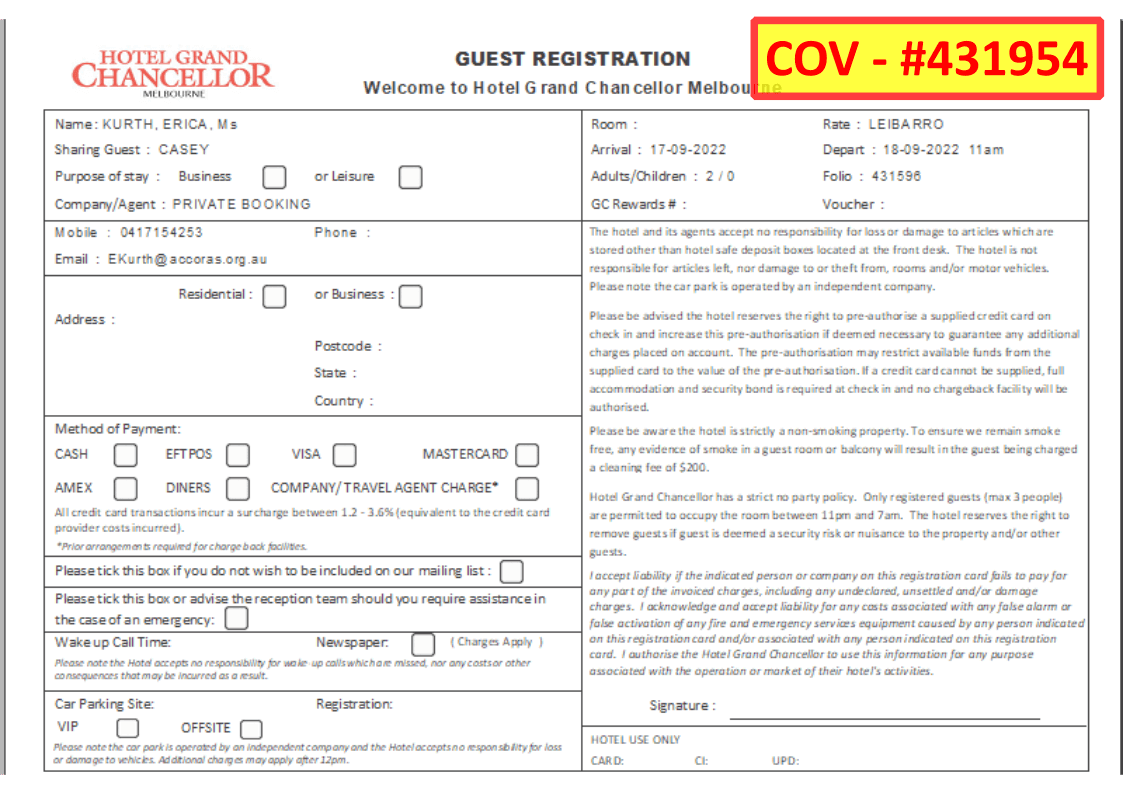 HOTEL GRAND
CHANCELLOR
MELBOURNE
GUEST REGISTRATION
COV - #431954
Welcome to Hotel Grand Chancellor Melbourne
Name: KURTH, ERICA, Ms
Sharing Guest : CASEY
Purpose of stay : Business or Leisure
Company/Agent : PRIVATE BOOKING
Room : Rate : LEIBARRO
Arrival : 17-09-2022 Depart : 18-09-2022 11am
Adults/Children : 2 / 0 Folio : 431596
GC Rewards # : Voucher :
Mobile : 0417154253 Phone :
Email : EKurth@accoras.org.au
Residential : or Business :
Address :
Postcode :
State :
Country :
Method of Payment:
CASH EFTPOS VISA MASTERCARD
AMEX DINERS COMPANY/TRAVEL AGENT CHARGE*
All credit card transactions incur a surcharge between 1.2 - 3.6% (equivalent to the credit card
provider costs incurred).
*Prior arrangements required for charge back facilities.
Please tick this box if you do not wish to be included on our mailing list :
Please tick this box or advise the reception team should you require assistance in
the case of an emergency:
Wake up Call Time: Newspaper: ( Charges Apply )
Please note the Hotel accepts no responsibility for wake-up calls which are missed, nor any costs or other
consequences that may be incurred as a result.
Car Parking Site: Registration:
VIP OFFSITE
Please note the car park is operated by an independent company and the Hotel accepts no responsibility for loss
or damage to vehicles. Additional charges may apply after 12pm.
The hotel and its agents accept no responsibility for loss or damage to articles which are
stored other than hotel safe deposit boxes located at the front desk. The hotel is not
responsible for articles left, nor damage to or theft from, rooms and/or motor vehicles.
Please note the car park is operated by an independent company.
Please be advised the hotel reserves the right to pre-authorise a supplied credit card on
check in and increase this pre-authorisation if deemed necessary to guarantee any additional
charges placed on account. The pre-authorisation may restrict available funds from the
supplied card to the value of the pre-authorisation. If a credit card cannot be supplied, full
accommodation and security bond is required at check in and no chargeback facility will be
authorised.
Please be aware the hotel is strictly a non-smoking property. To ensure we remain smoke
free, any evidence of smoke in a guest room or balcony will result in the guest being charged
a cleaning fee of $200.
Hotel Grand Chancellor has a strict no party policy. Only registered guests (max 3 people)
are permitted to occupy the room between 11pm and 7am. The hotel reserves the right to
remove guests if guest is deemed a security risk or nuisance to the property and/or other
guests.
I accept liability if the indicated person or company on this registration card fails to pay for
any part of the invoiced charges, including any undeclared, unsettled and/or damage
charges. I acknowledge and accept liability for any costs associated with any false alarm or
false activation of any fire and emergency services equipment caused by any person indicated
on this registration card and/or associated with any person indicated on this registration
card. I authorise the Hotel Grand Chancellor to use this information for any purpose
associated with the operation or market of their hotel's activities.
Signature :
HOTEL USE ONLY
CARD: CI: UPD: